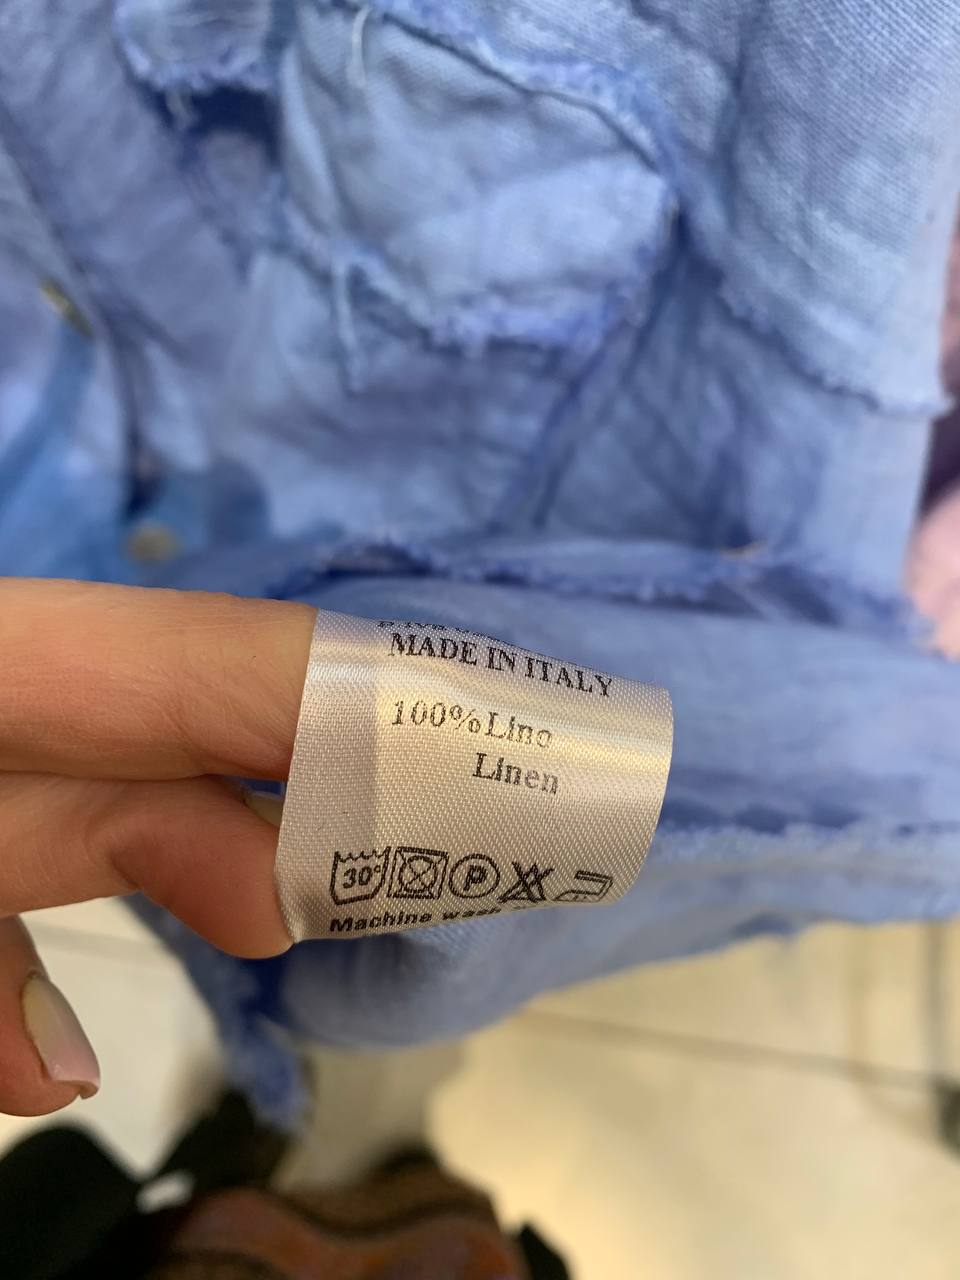 MADE IN ITALY
100%Lino
Linen
30°
P
Machine wash